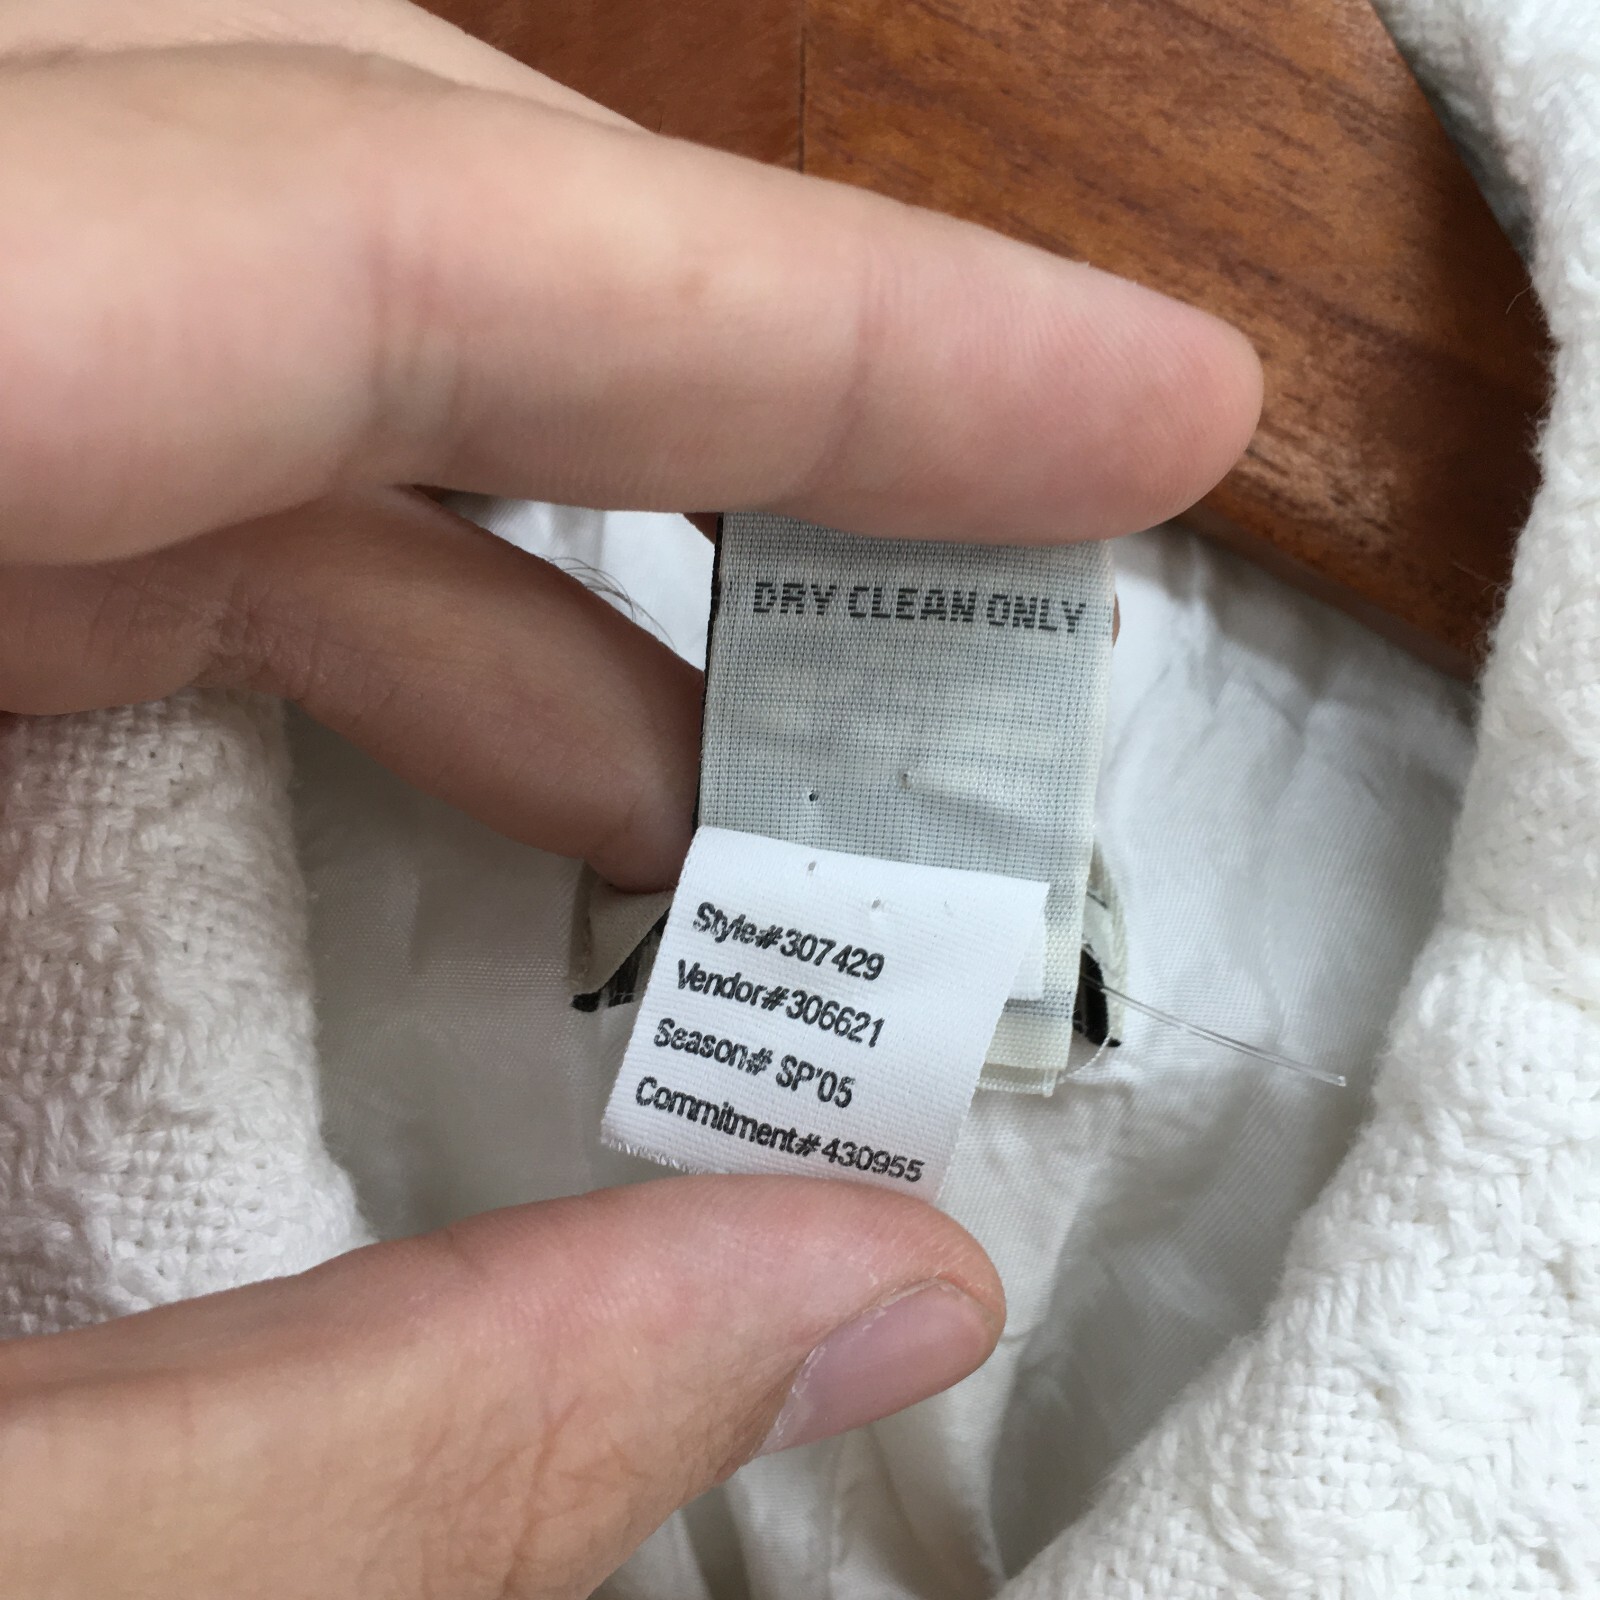 DRY CLEAN ONLY
Style#307429
Vendor#306621
Season# SP'05
Commitment#430955